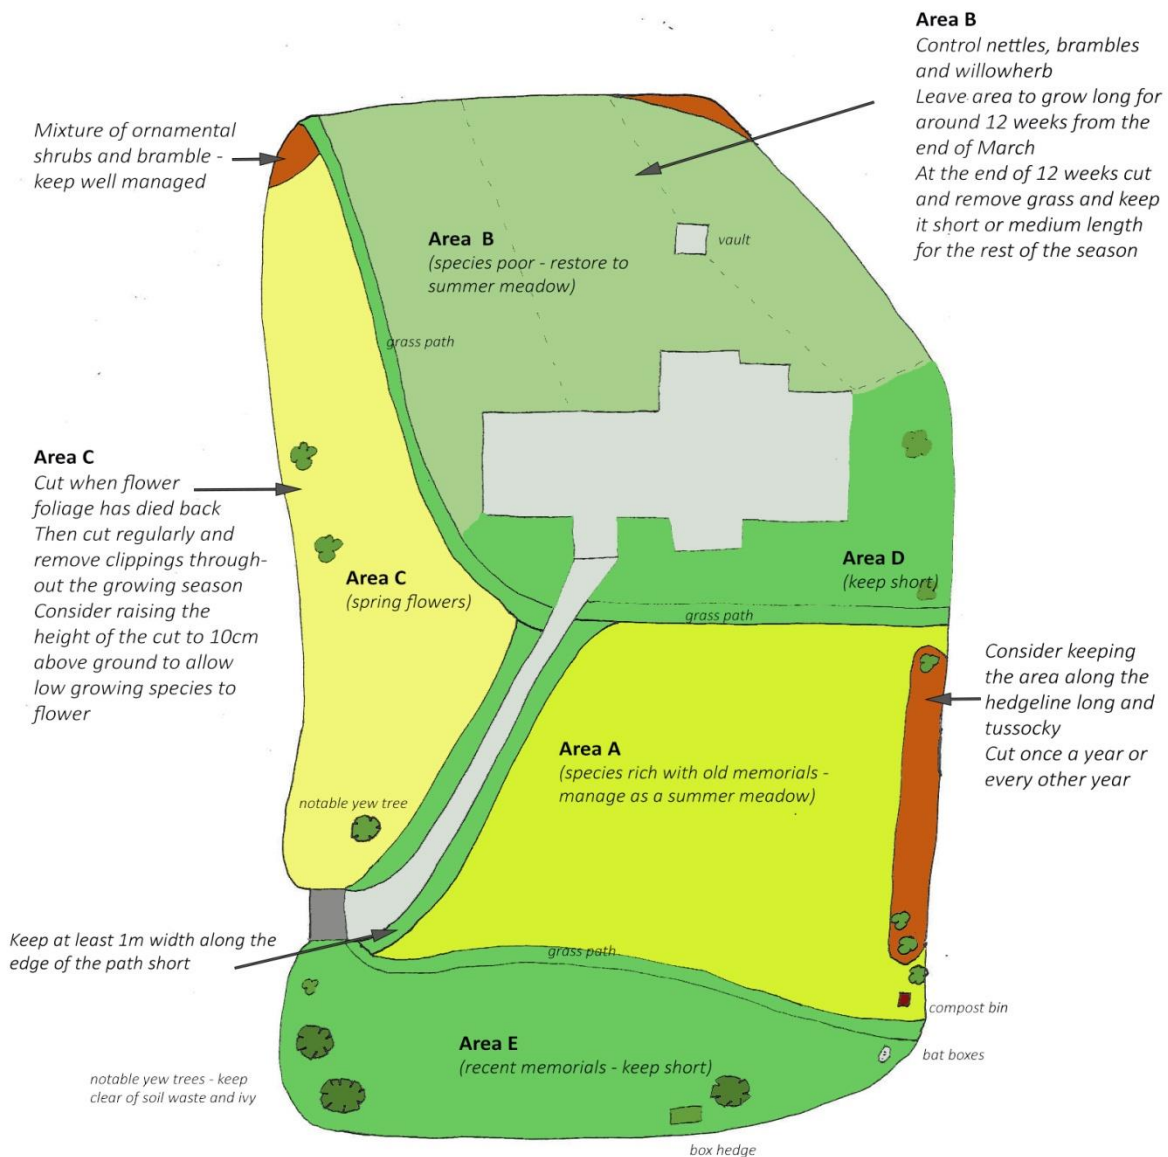 Area B
Control nettles, brambles
and willowherb
Leave area to grow long for
around 12 weeks from the
end of March
At the end of 12 weeks cut
and remove grass and keep
it short or medium length
for the rest of the season
Mixture of ornamental
shrubs and bramble -
keep well managed
Area B
(species poor - restore to
summer meadow)
vault
grass path
Area C
Cut when flower
foliage has died back
Then cut regularly and
remove clippings through-
out the growing season
Consider raising the
height of the cut to 10cm
above ground to allow
low growing species to
flower
Area C
(spring flowers)
Area D
(keep short)
grass path
Consider keeping
the area along the
hedgeline long and
tussocky
Cut once a year or
every other year
Area A
(species rich with old memorials -
manage as a summer meadow)
notable yew tree
Keep at least 1m width along the
edge of the path short
grass path
compost bin
Area E
(recent memorials - keep short)
bat boxes
notable yew trees - keep
clear of soil waste and ivy
box hedge